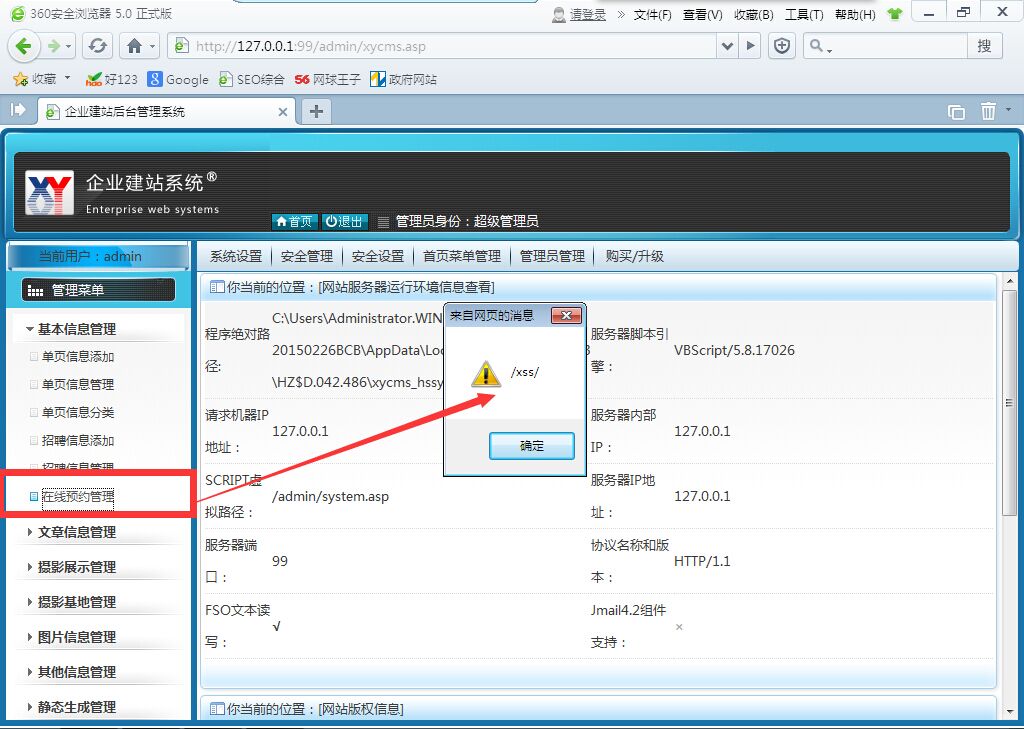 360安全浏览器 5.0 正式版
请登录 » 文件(F) 查看(V) 收藏(B) 工具(T) 帮助(H)
http://127.0.0.1:99/admin/xycms.asp
搜
收藏 好123 Google SEO综合 56 网球王子 政府网站
企业建站后台管理系统
XY 企业建站系统®
Enterprise web systems
首页 退出 管理员身份：超级管理员
当前用户：admin
系统设置 安全管理 安全设置 首页菜单管理 管理员管理 购买/升级
管理菜单
基本信息管理
单页信息添加
单页信息管理
单页信息分类
招聘信息添加
招聘信息管理
在线预约管理
文章信息管理
摄影展示管理
摄影基地管理
图片信息管理
其他信息管理
静态生成管理
你当前的位置：[网站服务器运行环境信息查看]
程序绝对路径:
C:\Users\Administrator.WIN
20150226BCB\AppData\Loc
\HZ$D.042.486\xycms_hssy
服务器脚本引擎：
VBScript/5.8.17026
请求机器IP地址：
127.0.0.1
服务器内部IP：
127.0.0.1
SCRIPT虚拟路径：
/admin/system.asp
服务器IP地址：
127.0.0.1
服务器端口：
99
协议名称和版本：
HTTP/1.1
FSO文本读写：
√
Jmail4.2组件支持：
×
来自网页的消息
/xss/
确定
你当前的位置：[网站版权信息]